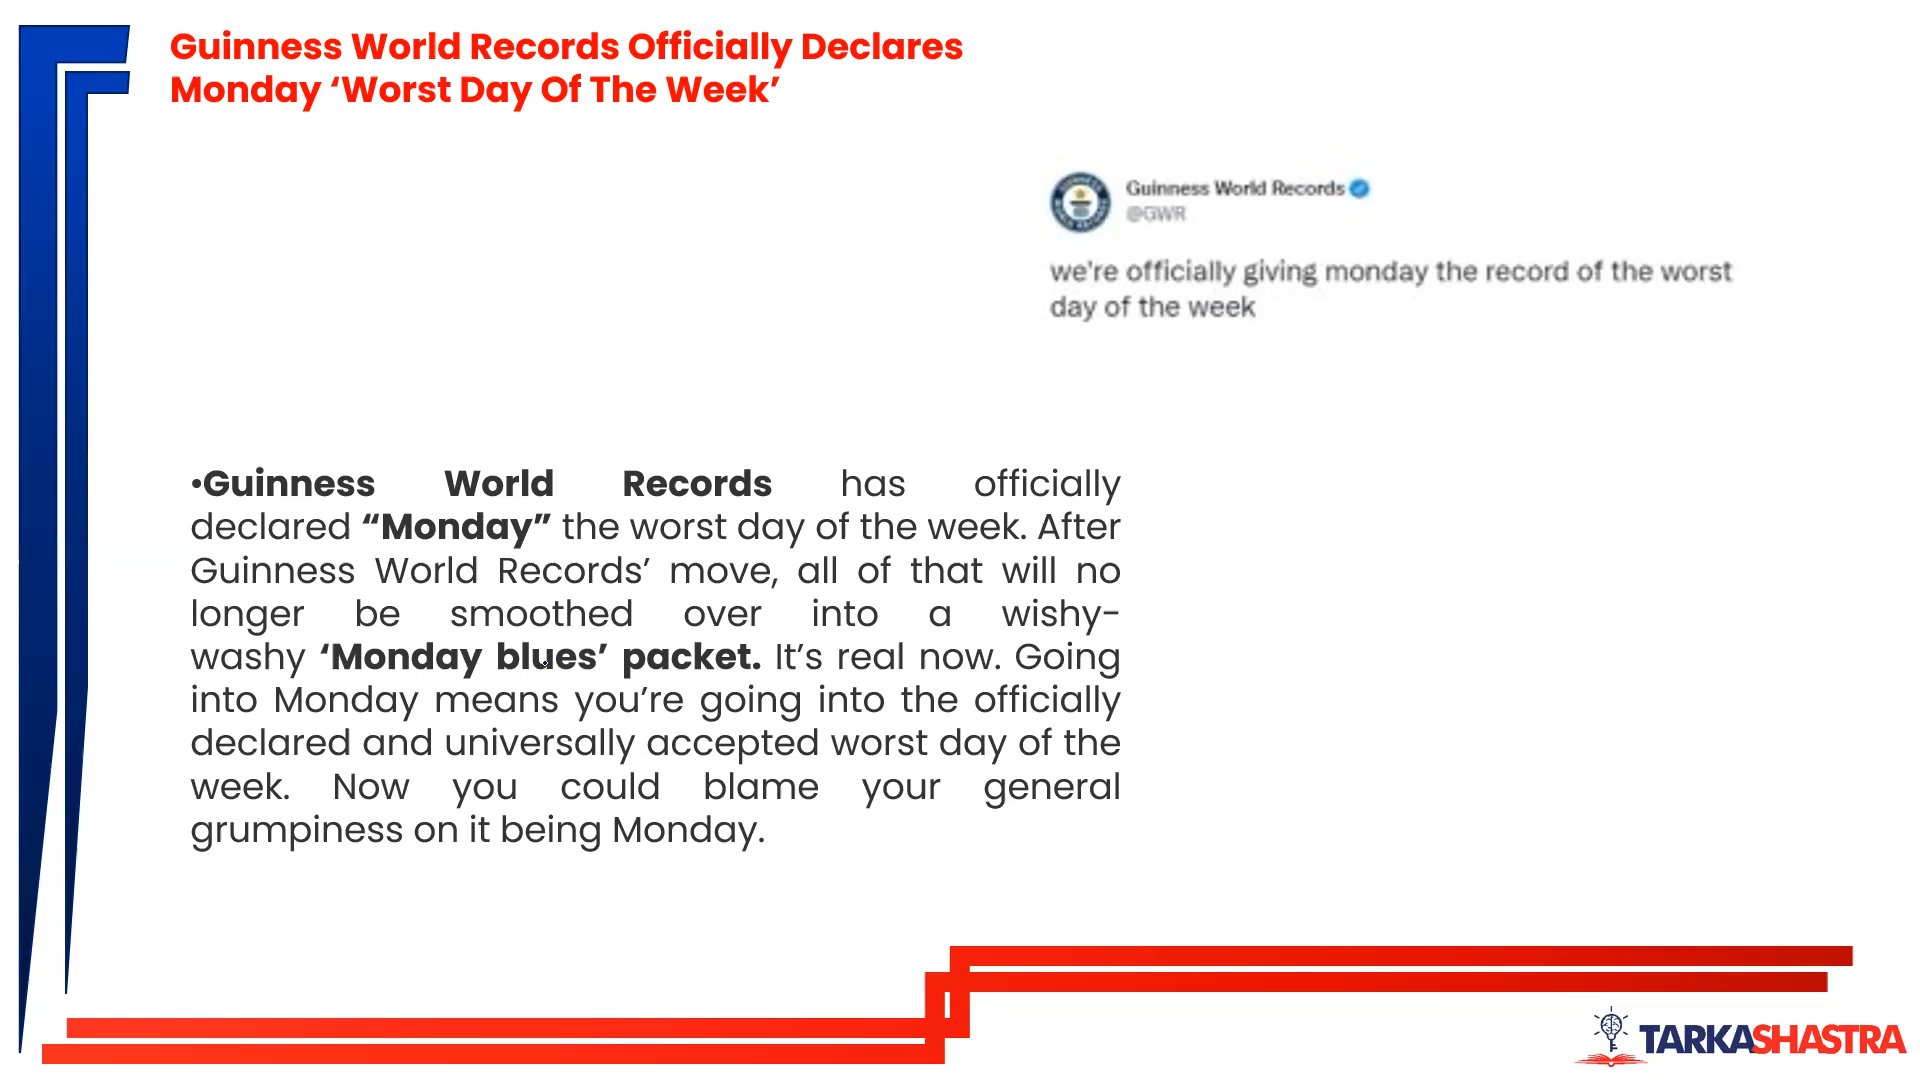 Guinness World Records Officially Declares
Monday ‘Worst Day Of The Week’
Guinness World Records
@GWR
we're officially giving monday the record of the worst
day of the week
•Guinness World Records has officially
declared “Monday” the worst day of the week. After
Guinness World Records’ move, all of that will no
longer be smoothed over into a wishy-
washy ‘Monday blues’ packet. It’s real now. Going
into Monday means you’re going into the officially
declared and universally accepted worst day of the
week. Now you could blame your general
grumpiness on it being Monday.
TARKASHASTRA